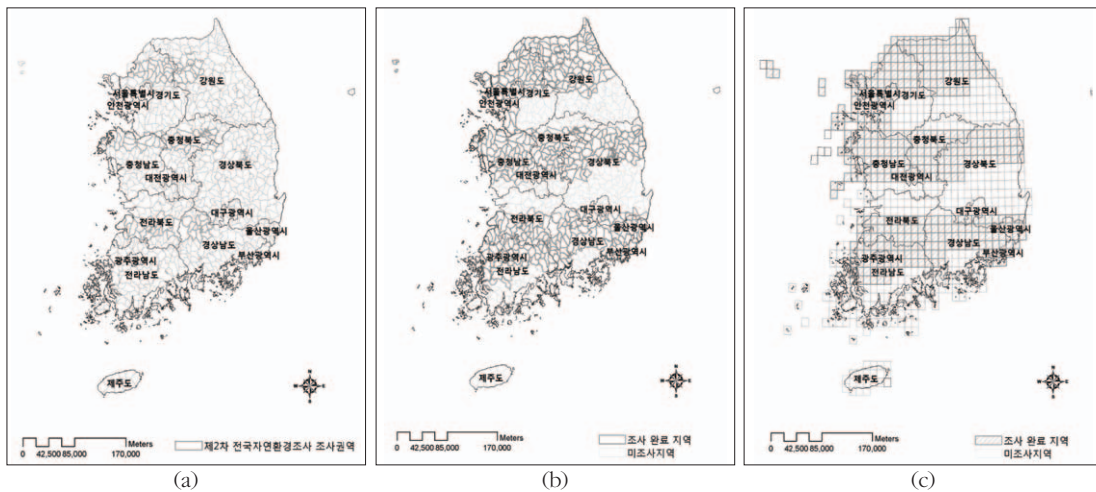 강원도
서울특별시
경기도
안천광역시
충청북도
충청남도
경상북도
대전광역시
대구광역시
전라북도
울산광역시
경상남도
부산광역시
광주광역시
전라남도
제주도
N
W E
S
Meters
0 42,500 85,000 170,000
제2차 전국자연환경조사 조사권역
(a)
강원도
서울특별시
경기도
안천광역시
충청북도
충청남도
경상북도
대전광역시
대구광역시
전라북도
울산광역시
경상남도
부산광역시
광주광역시
전라남도
제주도
N
W E
S
Meters
0 42,500 85,000 170,000
조사 완료 지역
미조사지역
(b)
강원도
서울특별시
경기도
안천광역시
충청북도
충청남도
경상북도
대전광역시
대구광역시
전라북도
울산광역시
경상남도
부산광역시
광주광역시
전라남도
제주도
N
W E
S
Meters
0 42,500 85,000 170,000
조사 완료 지역
미조사지역
(c)